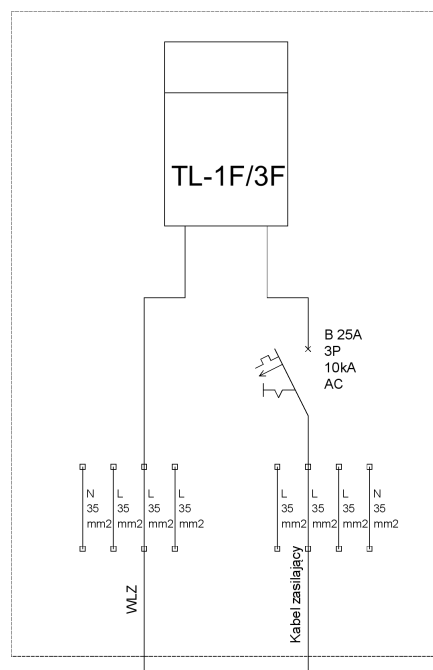 TL-1F/3F
B 25A
3P
10kA
AC
N
35
mm2
L
35
mm2
L
35
mm2
L
35
mm2
L
35
mm2
L
35
mm2
L
35
mm2
N
35
mm2
WLZ
Kabel zasilający